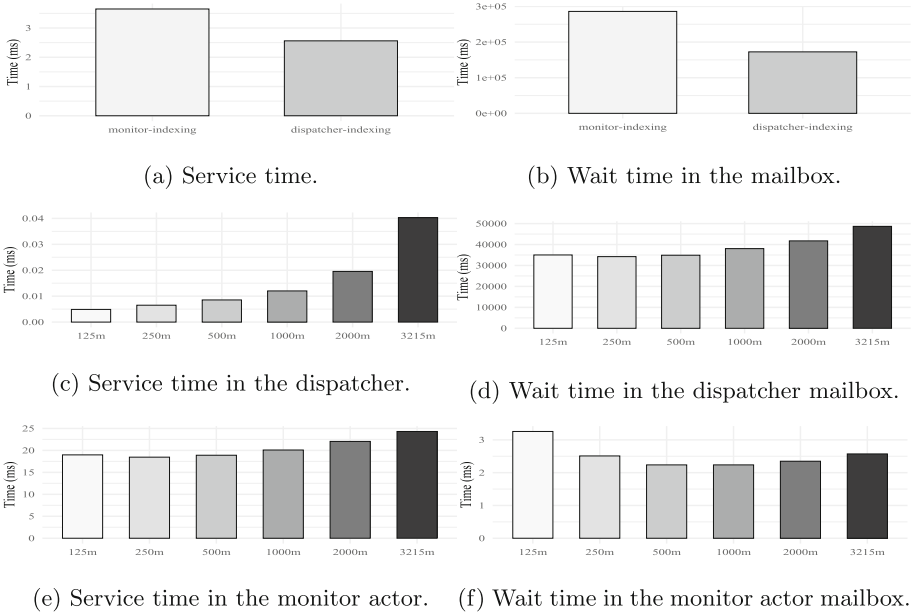 Time (ms)
3
2
1
0
monitor-indexing dispatcher-indexing
(a) Service time.
Time (ms)
3e+05
2e+05
1e+05
0e+00
monitor-indexing dispatcher-indexing
(b) Wait time in the mailbox.
Time (ms)
0.04
0.03
0.02
0.01
0.00
125m 250m 500m 1000m 2000m 3215m
(c) Service time in the dispatcher.
Time (ms)
50000
40000
30000
20000
10000
0
125m 250m 500m 1000m 2000m 3215m
(d) Wait time in the dispatcher mailbox.
Time (ms)
25
20
15
10
5
0
125m 250m 500m 1000m 2000m 3215m
(e) Service time in the monitor actor.
Time (ms)
3
2
1
0
125m 250m 500m 1000m 2000m 3215m
(f) Wait time in the monitor actor mailbox.